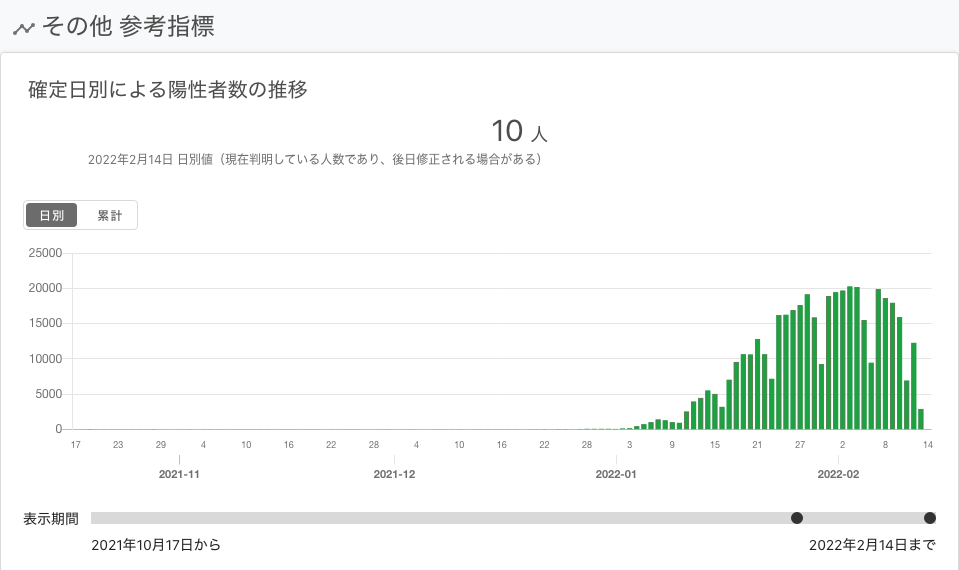 その他 参考指標
確定日別による陽性者数の推移
10 人
2022年2月14日 日別値（現在判明している人数であり、後日修正される場合がある）
日別 累計
25000
20000
15000
10000
5000
0
17 23 29 4 10 16 22 28 4 10 16 22 28 3 9 15 21 27 2 8 14
2021-11 2021-12 2022-01 2022-02
表示期間
2021年10月17日から 2022年2月14日まで